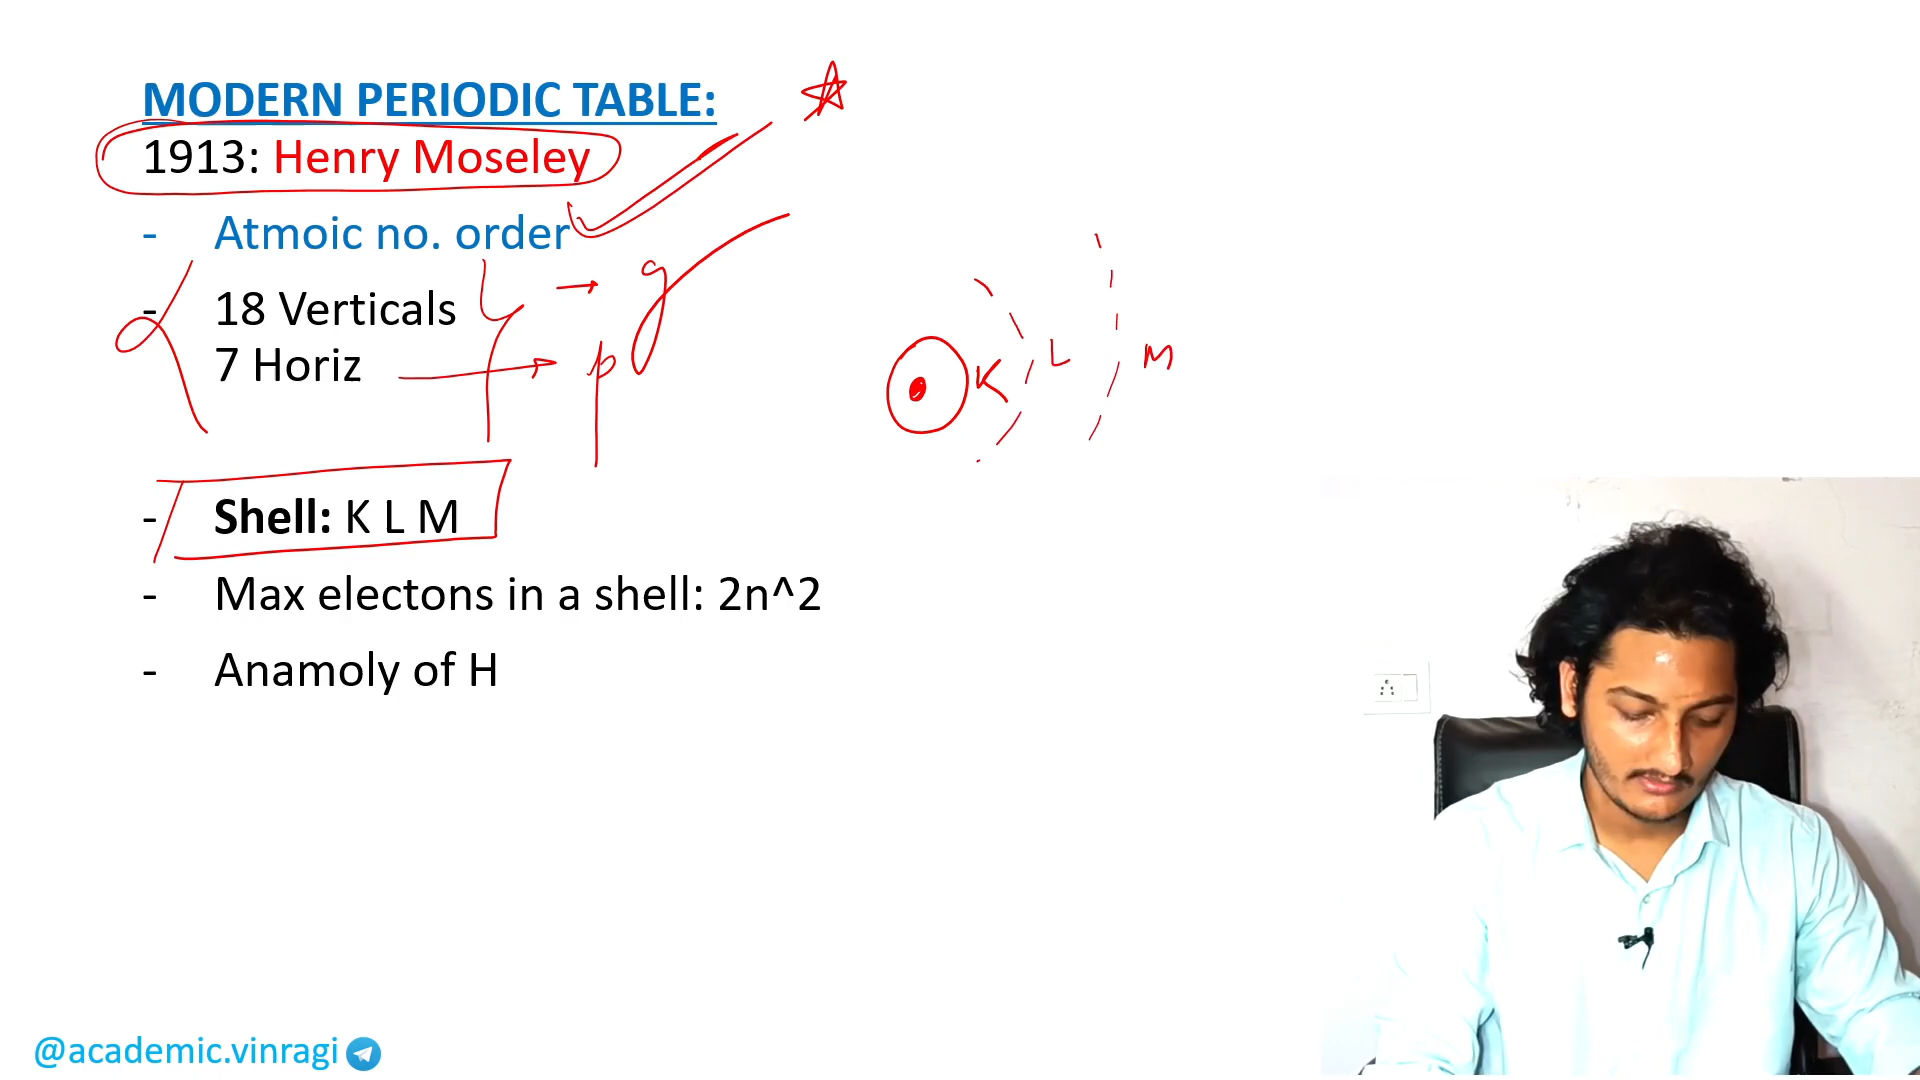 MODERN PERIODIC TABLE:
1913: Henry Moseley
- Atmoic no. order
- 18 Verticals → g
7 Horiz → p
K L M
- Shell: K L M
- Max electons in a shell: 2n^2
- Anamoly of H
@academic.vinragi